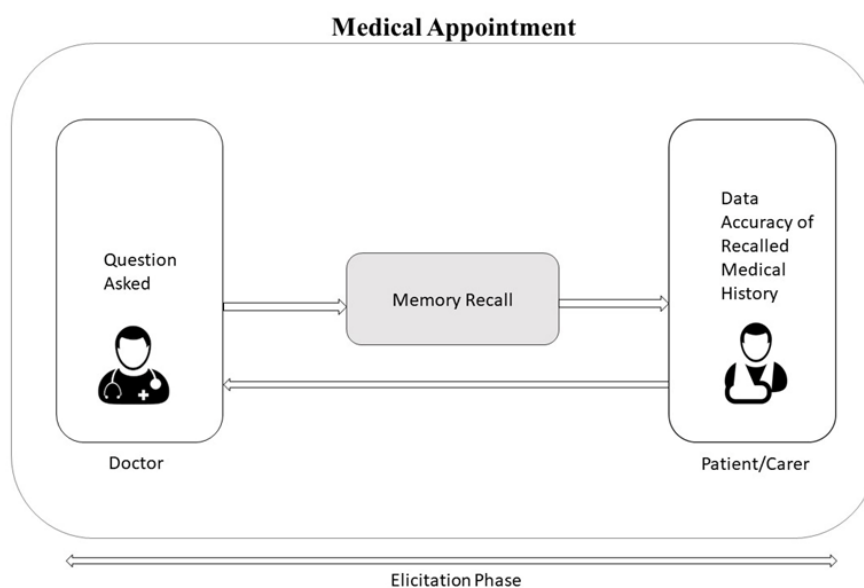 Medical Appointment
Question
Asked
Doctor
Memory Recall
Data
Accuracy of
Recalled
Medical
History
Patient/Carer
Elicitation Phase